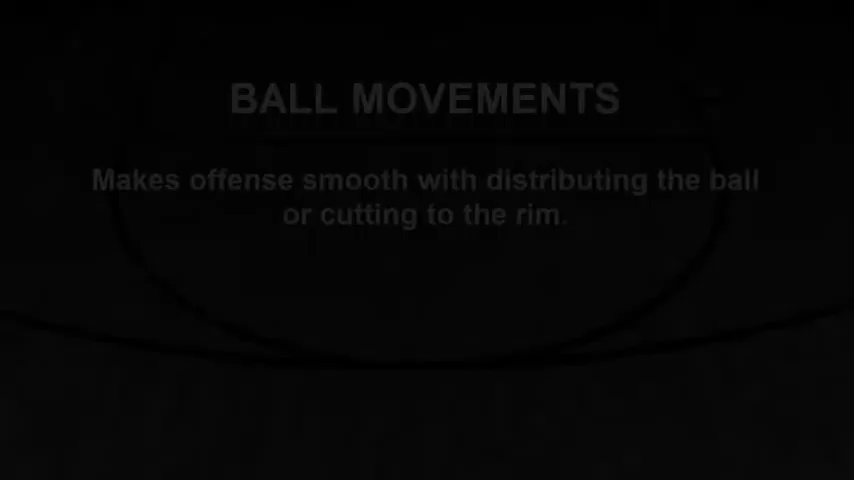 BALL MOVEMENTS
Makes offense smooth with distributing the ball
or cutting to the rim.